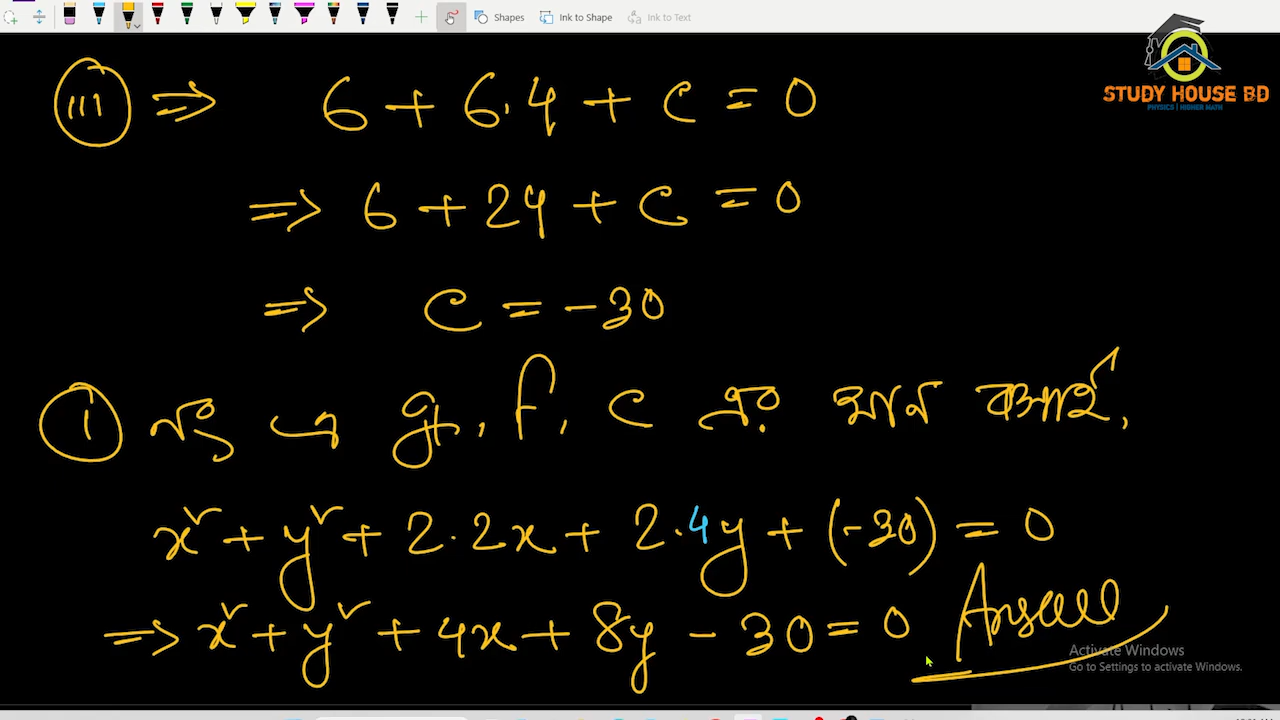 Shapes Ink to Shape Ink to Text
STUDY HOUSE BD
PHYSICS | HIGHER MATH
(iii) => 6 + 6.4 + c = 0
=> 6 + 24 + c = 0
=> c = -30
(i) নং এ g, f, c এর মান বসাই,
x² + y² + 2.2x + 2.4y + (-30) = 0
=> x² + y² + 4x + 8y - 30 = 0 Answer
Activate Windows
Go to Settings to activate Windows.